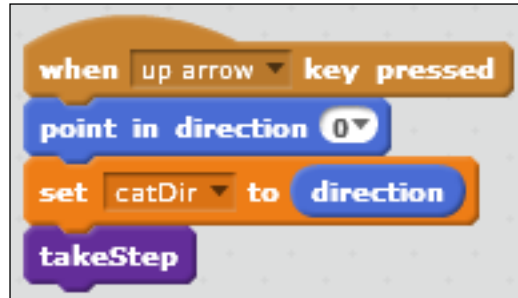 when up arrow key pressed
point in direction 0
set catDir to direction
takeStep